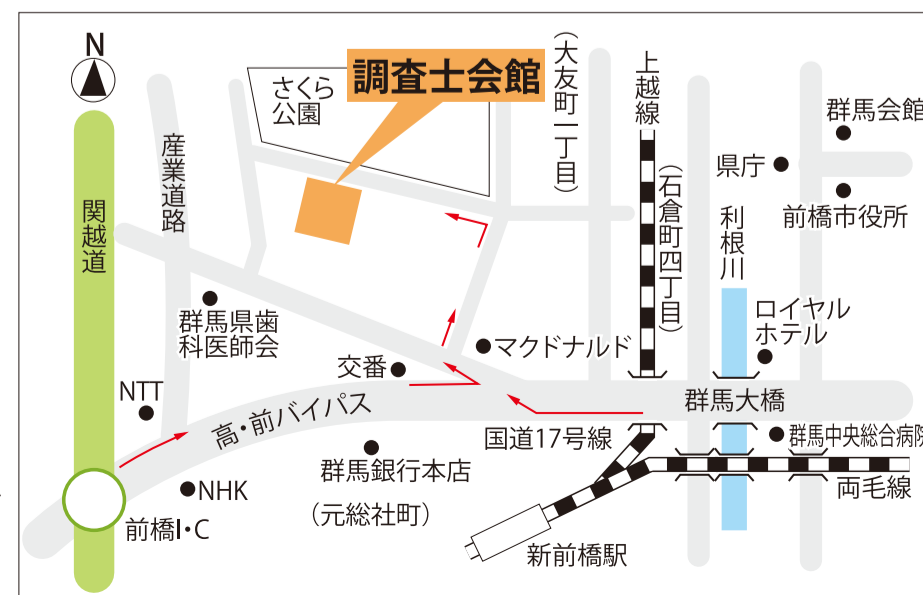 N
さくら
公園
調査士会館
(大友町一丁目)
上越線
(石倉町四丁目)
群馬会館
県庁
前橋市役所
利根川
産業道路
関越道
群馬県歯
科医師会
ロイヤル
ホテル
マクドナルド
交番
NTT
高・前バイパス
群馬大橋
国道17号線
群馬中央総合病院
群馬銀行本店
(元総社町)
NHK
前橋I・C
両毛線
新前橋駅